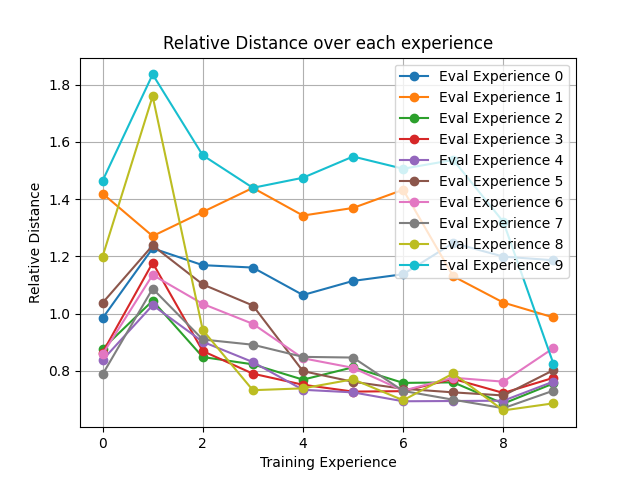 Relative Distance over each experience
Relative Distance
1.8
1.6
1.4
1.2
1.0
0.8
0
2
4
6
8
Training Experience
Eval Experience 0
Eval Experience 1
Eval Experience 2
Eval Experience 3
Eval Experience 4
Eval Experience 5
Eval Experience 6
Eval Experience 7
Eval Experience 8
Eval Experience 9